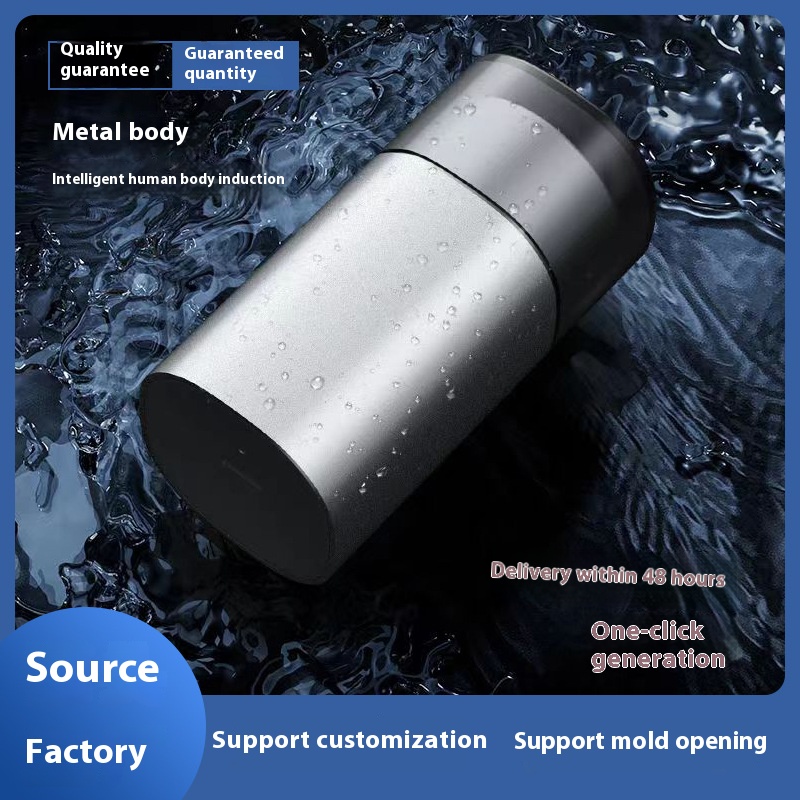 Quality
guarantee
Guaranteed
quantity
Metal body
Intelligent human body induction
Delivery within 48 hours
One-click
generation
Source
Factory
Support customization
Support mold opening